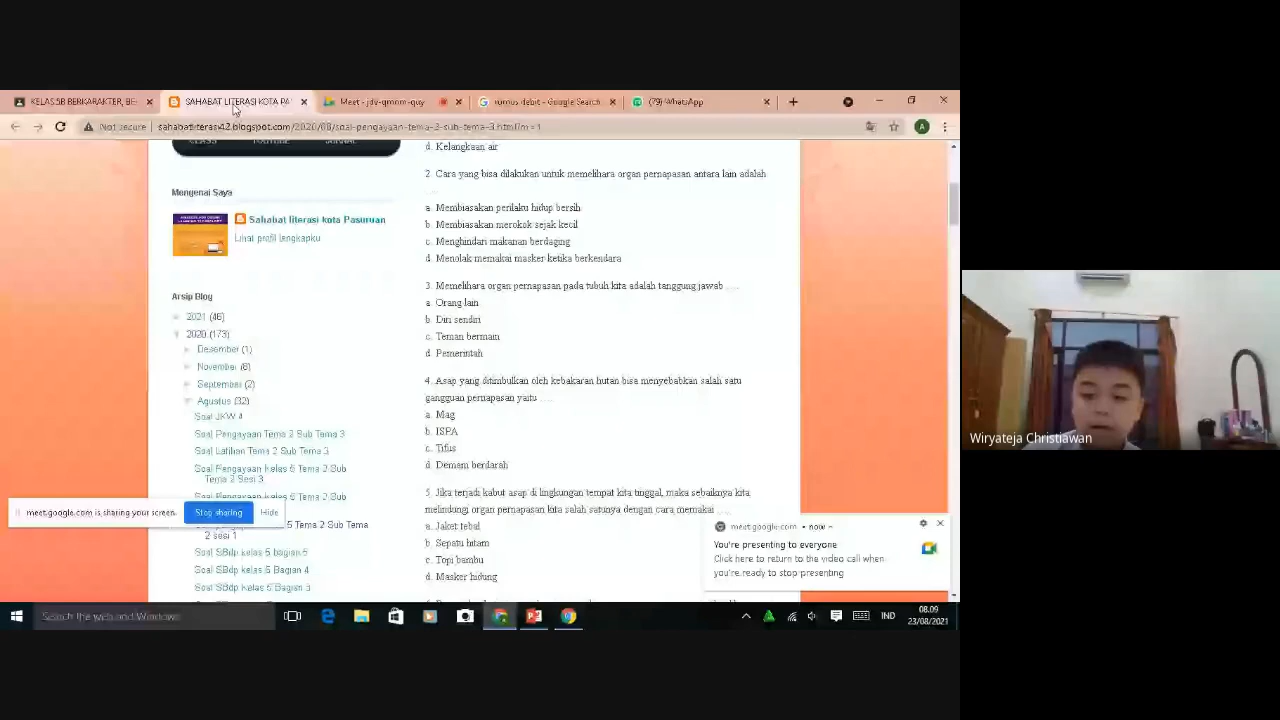 KELAS 5B BERKARAKTER, BE
SAHABAT LITERASI KOTA PA
Meet - jdv-qmnm-quy
rumus debit - Google Search
(79) WhatsApp
Not secure
sahabatliterasi42.blogspot.com/2020/08/soal-pengayaan-tema-3-sub-tema-3.html?m=1
A
CLASS YOUTUBE JURNAL
Mengenai Saya
Sahabat literasi kota Pasuruan
Lihat profil lengkapku
Arsip Blog
2021 (46)
2020 (173)
Desember (1)
November (8)
September (2)
Agustus (32)
Soal JKW 4
Soal Pengayaan Tema 2 Sub Tema 3
Soal Latihan Tema 2 Sub Tema 3
Soal Pengayaan Kelas 5 Tema 2 Sub
Tema 2 Sesi 3
Soal Pengayaan kelas 5 Tema 2 Sub
5 Tema 2 Sub Tema
2 sesi 1
Soal SBdp kelas 5 bagian 5
Soal SBdp kelas 5 Bagian 4
Soal SBdp kelas 5 Bagian 3
d. Kelangkaan air
2. Cara yang bisa dilakukan untuk memelihara organ pernapasan antara lain adalah
....
a. Membiasakan perilaku hidup bersih
b. Membiasakan merokok sejak kecil
c. Menghindari makanan berdaging
d. Menolak memakai masker ketika berkendara
3. Memelihara organ pernapasan pada tubuh kita adalah tanggung jawab ....
a. Orang lain
b. Diri sendiri
c. Teman bermain
d. Pemerintah
4. Asap yang ditimbulkan oleh kebakaran hutan bisa menyebabkan salah satu
gangguan pernapasan yaitu ....
a. Mag
b. ISPA
c. Tifus
d. Demam berdarah
5. Jika terjadi kabut asap di lingkungan tempat kita tinggal, maka sebaiknya kita
melindungi organ pernapasan kita salah satunya dengan cara memakai ....
a. Jaket tebal
b. Sepatu hitam
c. Topi bambu
d. Masker hidung
meet.google.com is sharing your screen.
Stop sharing
Hide
meet.google.com • now
You're presenting to everyone
Click here to return to the video call when
you're ready to stop presenting
Search the web and Windows
IND
08.09
23/08/2021
Wiryateja Christiawan